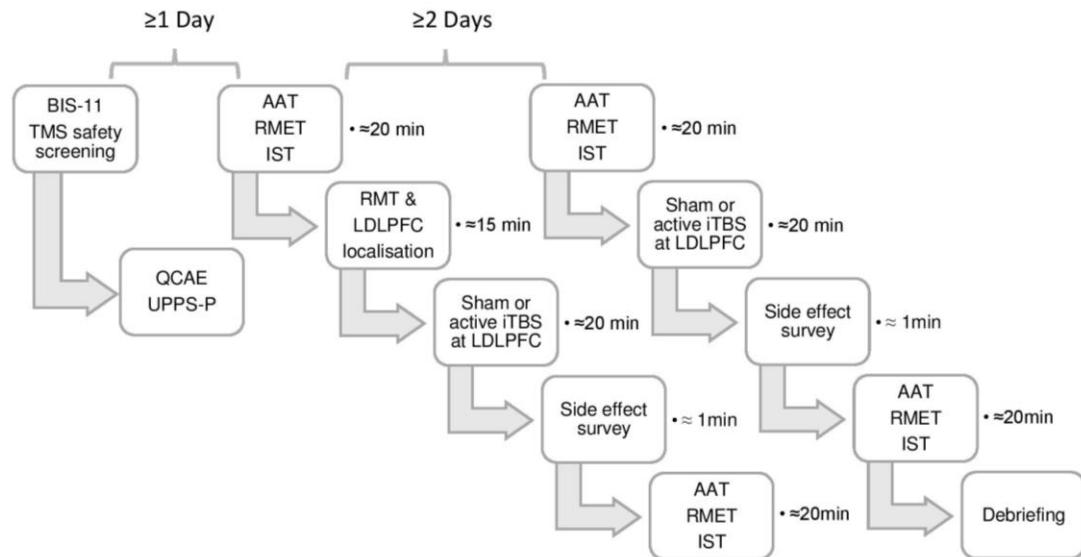 ≥1 Day
≥2 Days
BIS-11
TMS safety
screening
QCAE
UPPS-P
AAT
RMET
IST
• ≈20 min
RMT &
LDLPFC
localisation
• ≈15 min
Sham or
active iTBS
at LDLPFC
• ≈20 min
Side effect
survey
• ≈ 1min
AAT
RMET
IST
• ≈20min
AAT
RMET
IST
• ≈20 min
Sham or
active iTBS
at LDLPFC
• ≈20 min
Side effect
survey
• ≈ 1min
AAT
RMET
IST
• ≈20min
Debriefing